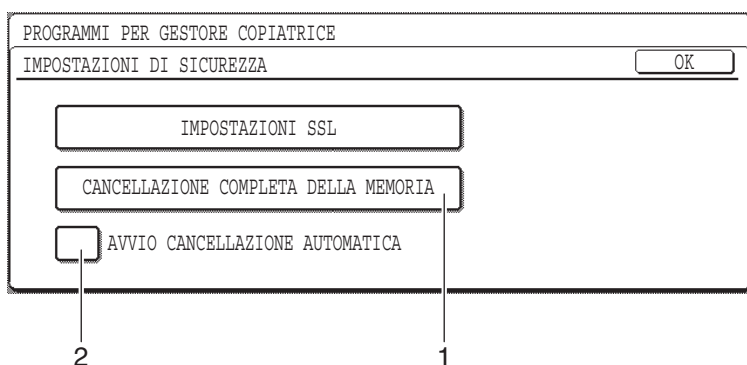 PROGRAMMI PER GESTORE COPIATRICE
IMPOSTAZIONI DI SICUREZZA OK
IMPOSTAZIONI SSL
CANCELLAZIONE COMPLETA DELLA MEMORIA
AVVIO CANCELLAZIONE AUTOMATICA
2 1